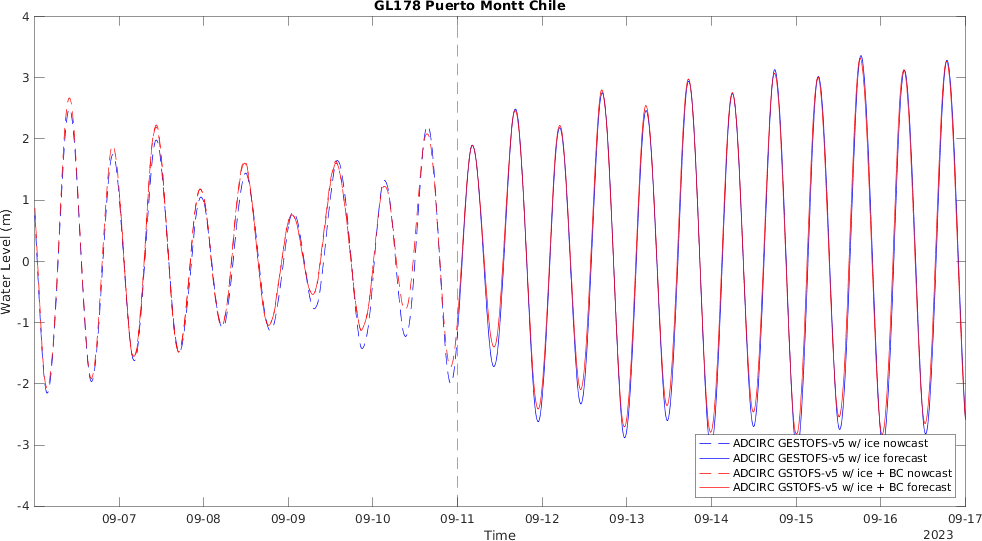 GL178 Puerto Montt Chile
4
3
2
1
0
-1
-2
-3
-4
Water Level (m)
ADCIRC GESTOFS-v5 w/ ice nowcast
ADCIRC GESTOFS-v5 w/ ice forecast
ADCIRC GSTOFS-v5 w/ ice + BC nowcast
ADCIRC GSTOFS-v5 w/ ice + BC forecast
09-07 09-08 09-09 09-10 09-11 09-12 09-13 09-14 09-15 09-16 09-17
Time
2023